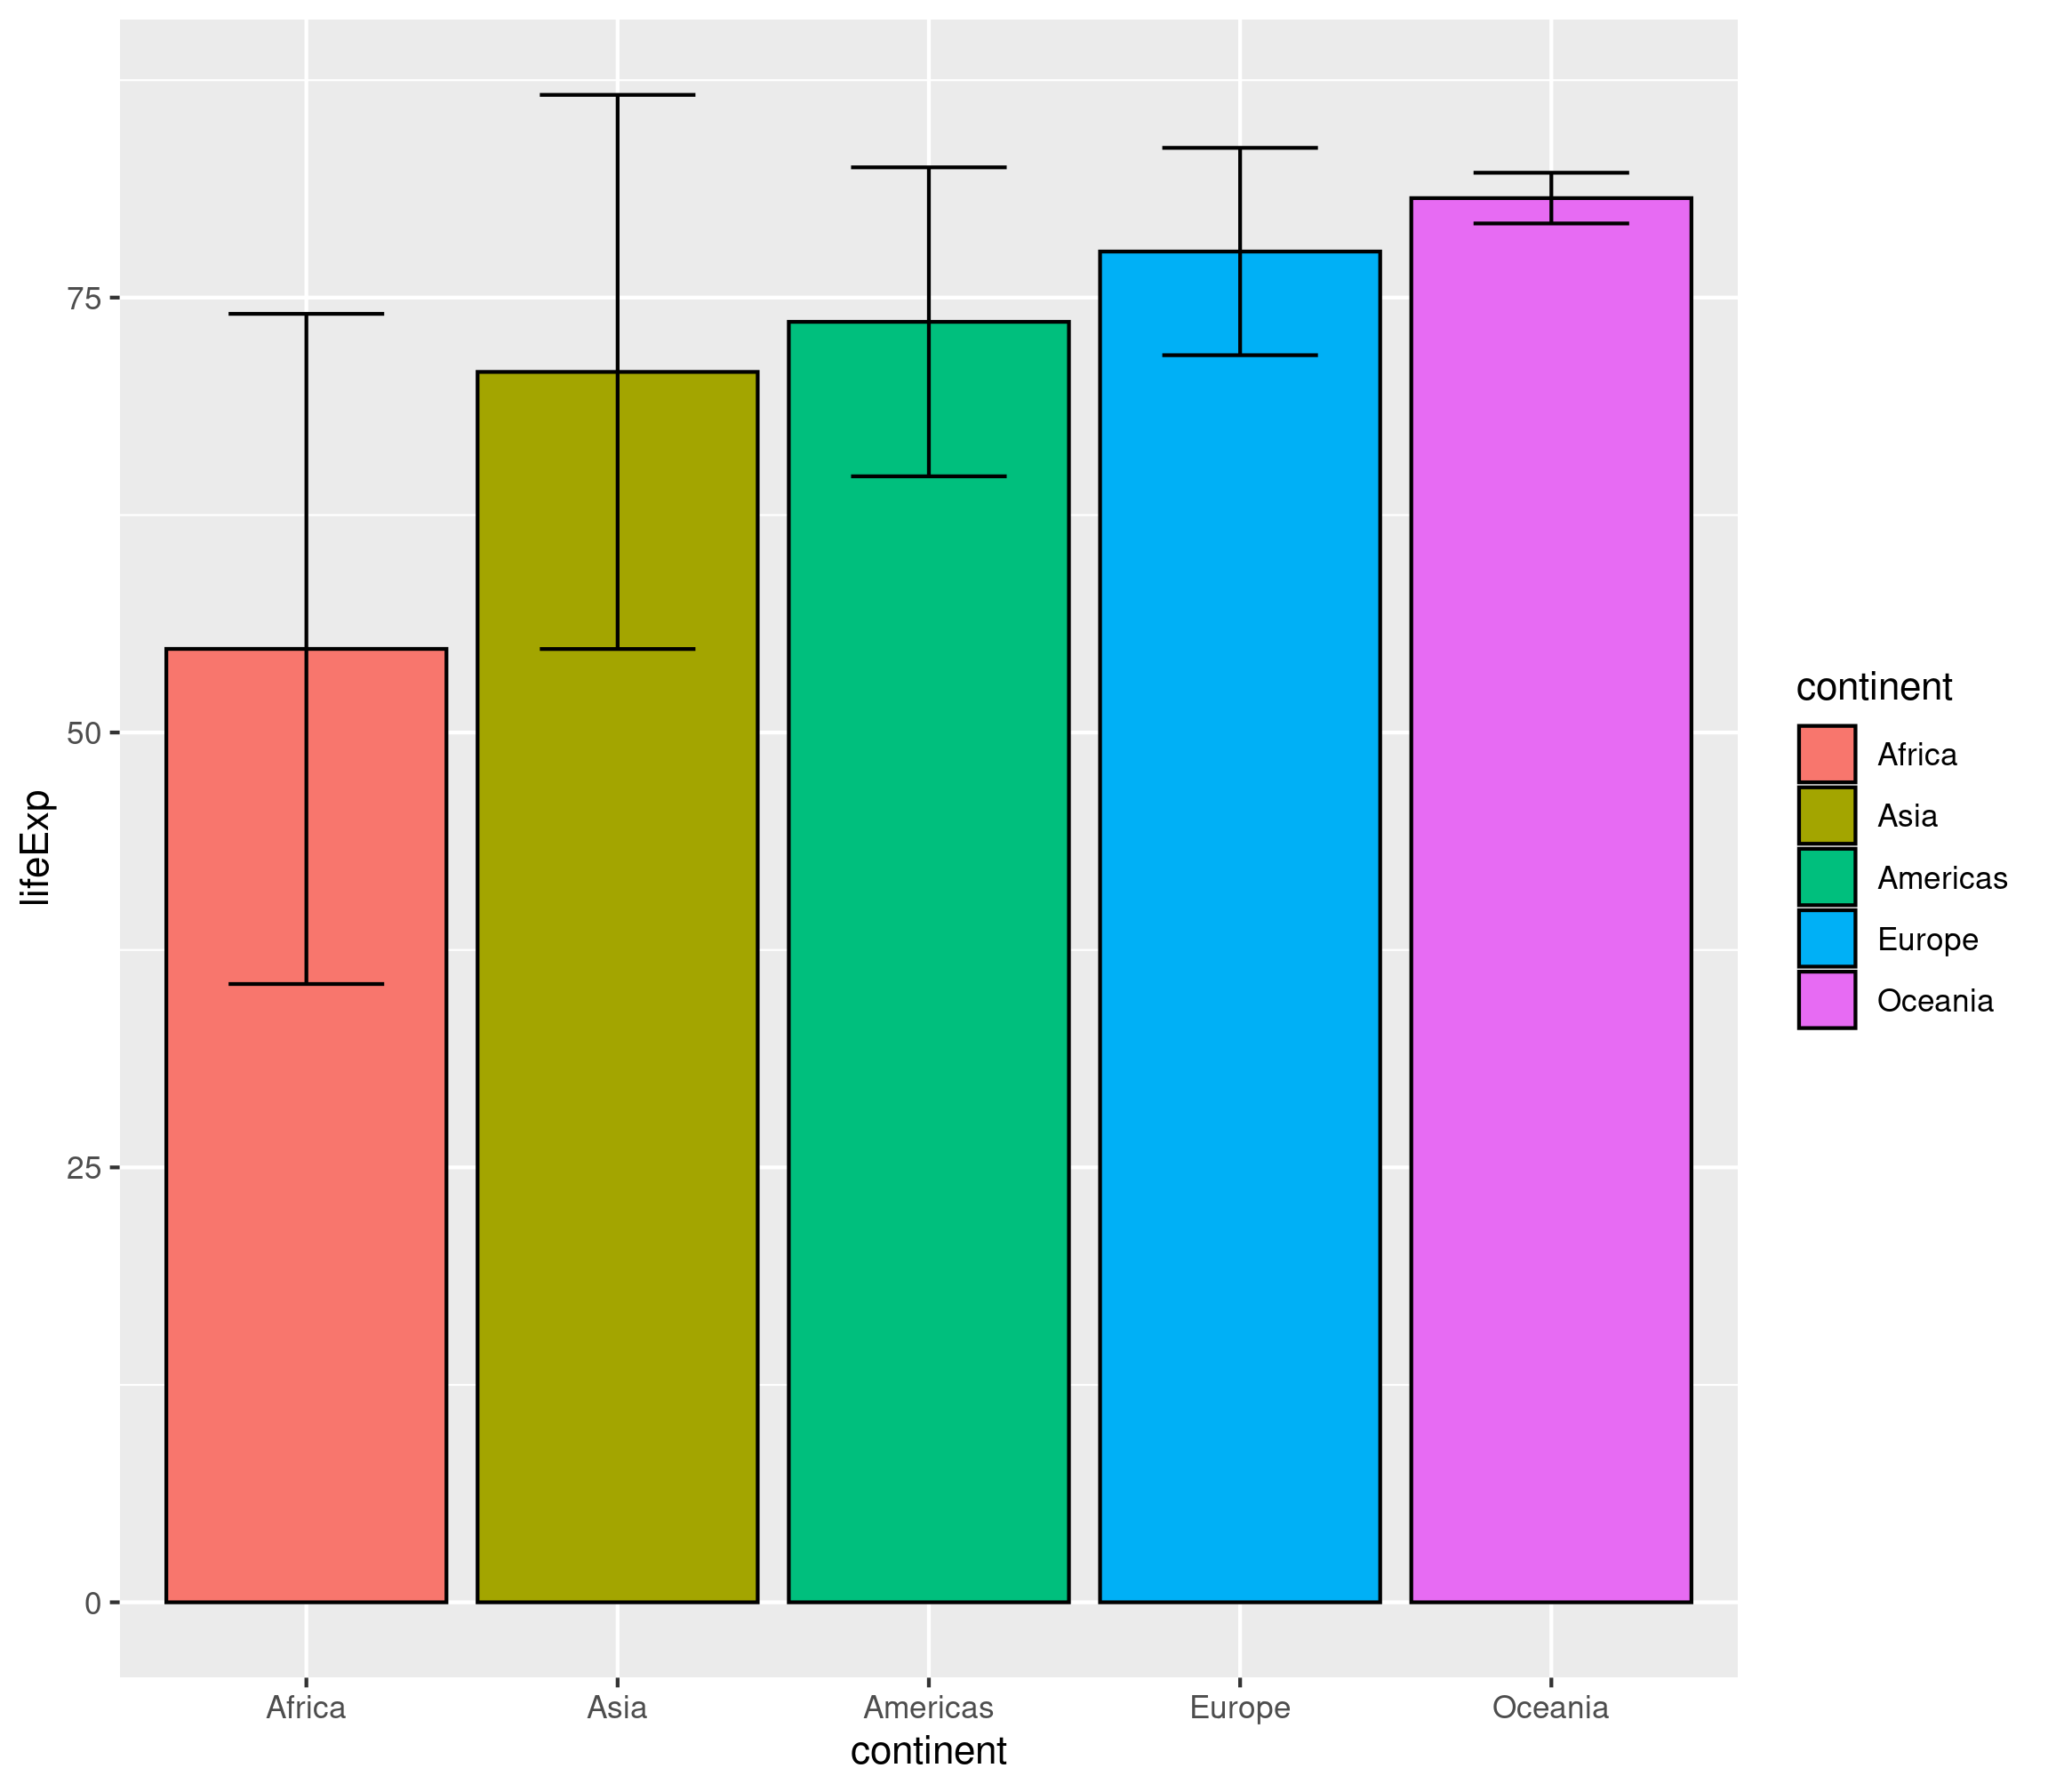 75
50
25
0
lifeExp
Africa
Asia
Americas
Europe
Oceania
continent
continent
Africa
Asia
Americas
Europe
Oceania